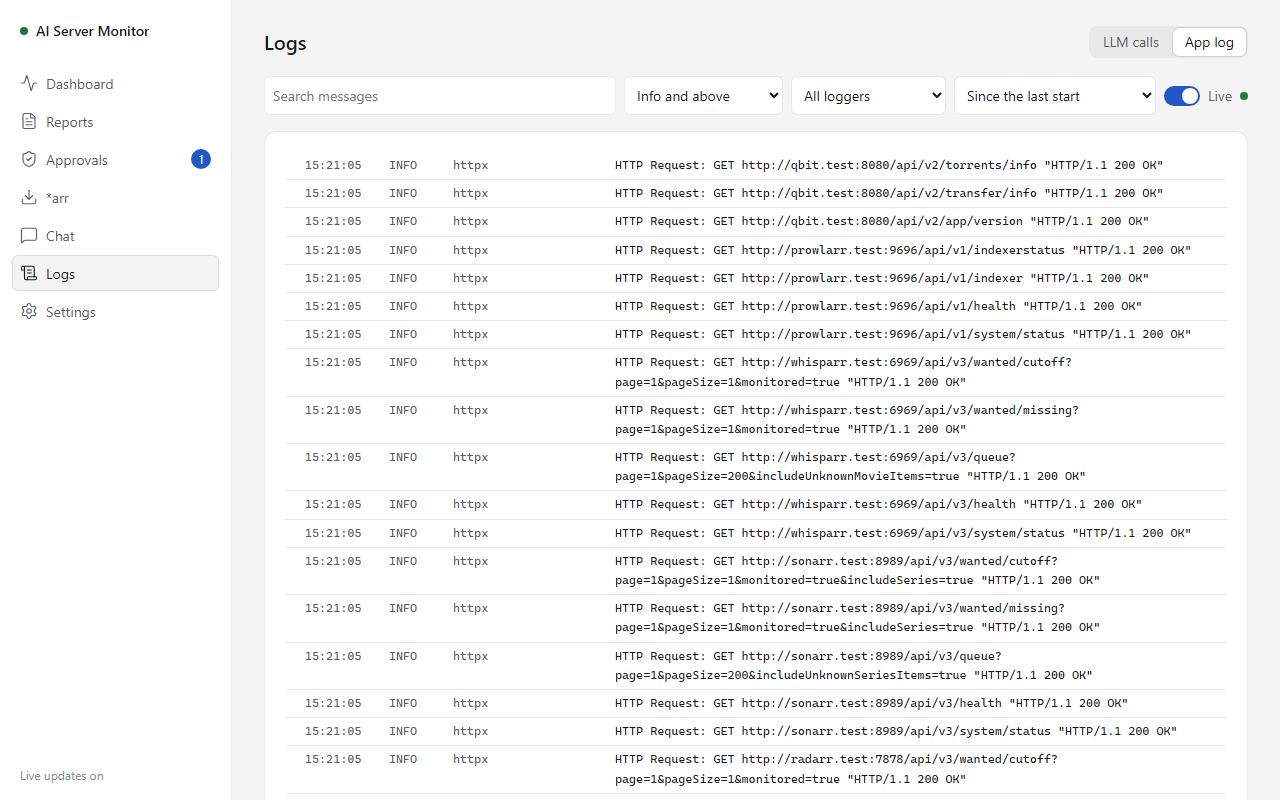 AI Server Monitor
Dashboard
Reports
Approvals 1
*arr
Chat
Logs
Settings
Live updates on
Logs
LLM calls App log
Search messages Info and above All loggers Since the last start Live
15:21:05 INFO httpx HTTP Request: GET http://qbit.test:8080/api/v2/torrents/info "HTTP/1.1 200 OK"
15:21:05 INFO httpx HTTP Request: GET http://qbit.test:8080/api/v2/transfer/info "HTTP/1.1 200 OK"
15:21:05 INFO httpx HTTP Request: GET http://qbit.test:8080/api/v2/app/version "HTTP/1.1 200 OK"
15:21:05 INFO httpx HTTP Request: GET http://prowlarr.test:9696/api/v1/indexerstatus "HTTP/1.1 200 OK"
15:21:05 INFO httpx HTTP Request: GET http://prowlarr.test:9696/api/v1/indexer "HTTP/1.1 200 OK"
15:21:05 INFO httpx HTTP Request: GET http://prowlarr.test:9696/api/v1/health "HTTP/1.1 200 OK"
15:21:05 INFO httpx HTTP Request: GET http://prowlarr.test:9696/api/v1/system/status "HTTP/1.1 200 OK"
15:21:05 INFO httpx HTTP Request: GET http://whisparr.test:6969/api/v3/wanted/cutoff?
page=1&pageSize=1&monitored=true "HTTP/1.1 200 OK"
15:21:05 INFO httpx HTTP Request: GET http://whisparr.test:6969/api/v3/wanted/missing?
page=1&pageSize=1&monitored=true "HTTP/1.1 200 OK"
15:21:05 INFO httpx HTTP Request: GET http://whisparr.test:6969/api/v3/queue?
page=1&pageSize=200&includeUnknownMovieItems=true "HTTP/1.1 200 OK"
15:21:05 INFO httpx HTTP Request: GET http://whisparr.test:6969/api/v3/health "HTTP/1.1 200 OK"
15:21:05 INFO httpx HTTP Request: GET http://whisparr.test:6969/api/v3/system/status "HTTP/1.1 200 OK"
15:21:05 INFO httpx HTTP Request: GET http://sonarr.test:8989/api/v3/wanted/cutoff?
page=1&pageSize=1&monitored=true&includeSeries=true "HTTP/1.1 200 OK"
15:21:05 INFO httpx HTTP Request: GET http://sonarr.test:8989/api/v3/wanted/missing?
page=1&pageSize=1&monitored=true&includeSeries=true "HTTP/1.1 200 OK"
15:21:05 INFO httpx HTTP Request: GET http://sonarr.test:8989/api/v3/queue?
page=1&pageSize=200&includeUnknownSeriesItems=true "HTTP/1.1 200 OK"
15:21:05 INFO httpx HTTP Request: GET http://sonarr.test:8989/api/v3/health "HTTP/1.1 200 OK"
15:21:05 INFO httpx HTTP Request: GET http://sonarr.test:8989/api/v3/system/status "HTTP/1.1 200 OK"
15:21:05 INFO httpx HTTP Request: GET http://radarr.test:7878/api/v3/wanted/cutoff?
page=1&pageSize=1&monitored=true "HTTP/1.1 200 OK"